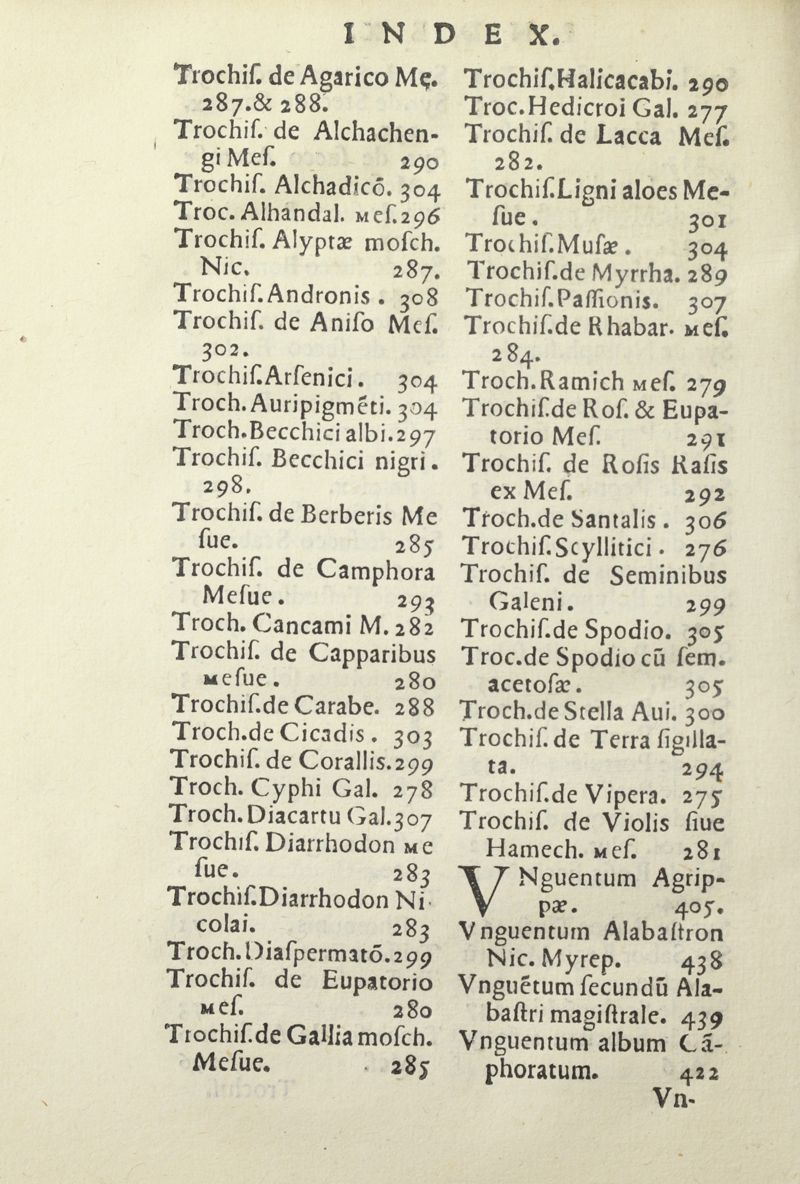 INDEX.
Trochiſ. de Agarico Mę.
287.& 288.
Trochiſ. de Alchachen-
gi Meſ. 290
Trochiſ. Alchadicõ. 304
Troc. Alhandal. Meſ.296
Trochiſ. Alyptæ moſch.
Nic. 287.
Trochiſ.Andronis . 308
Trochiſ. de Aniſo Meſ.
302.
Trochiſ.Arſenici. 304
Troch.Auripigmẽti. 304
Troch.Becchici albi.297
Trochiſ. Becchici nigri.
298.
Trochiſ. de Berberis Me
ſue. 285
Trochiſ. de Camphora
Meſue. 293
Troch. Cancami M. 282
Trochiſ. de Capparibus
Meſue. 280
Trochiſ.de Carabe. 288
Troch.de Cicadis. 303
Trochiſ. de Corallis.299
Troch. Cyphi Gal. 278
Troch.Diacartu Gal.307
Trochiſ. Diarrhodon Me
ſue. 283
Trochiſ.Diarrhodon Ni
colai. 283
Troch.Diaſpermatõ.299
Trochiſ. de Eupatorio
Meſ. 280
Trochiſ.de Gallia moſch.
Meſue. 285
Trochiſ.Halicacabi. 290
Troc.Hedicroi Gal. 277
Trochiſ. de Lacca Meſ.
282.
Trochiſ.Ligni aloes Me-
ſue. 301
Trochiſ.Muſæ. 304
Trochiſ.de Myrrha. 289
Trochiſ.Paſſionis. 307
Trochiſ.de Rhabar. Meſ.
284.
Troch.Ramich Meſ. 279
Trochiſ.de Roſ. & Eupa-
torio Meſ. 291
Trochiſ. de Roſis Raſis
ex Meſ. 292
Troch.de Santalis. 306
Trochiſ.Scyllitici. 276
Trochiſ. de Seminibus
Galeni. 299
Trochiſ.de Spodio. 305
Troc.de Spodio cũ ſem.
acetoſæ. 305
Troch.de Stella Aui. 300
Trochiſ.de Terra ſigilla-
ta. 294
Trochiſ.de Vipera. 275
Trochiſ. de Violis ſiue
Hamech. Meſ. 281
VNguentum Agrip-
pæ. 405.
Vnguentum Alabaſtron
Nic. Myrep. 438
Vnguẽtum ſecundũ Ala-
baſtri magiſtrale. 439
Vnguentum album Cã-
phoratum. 422
Vn-